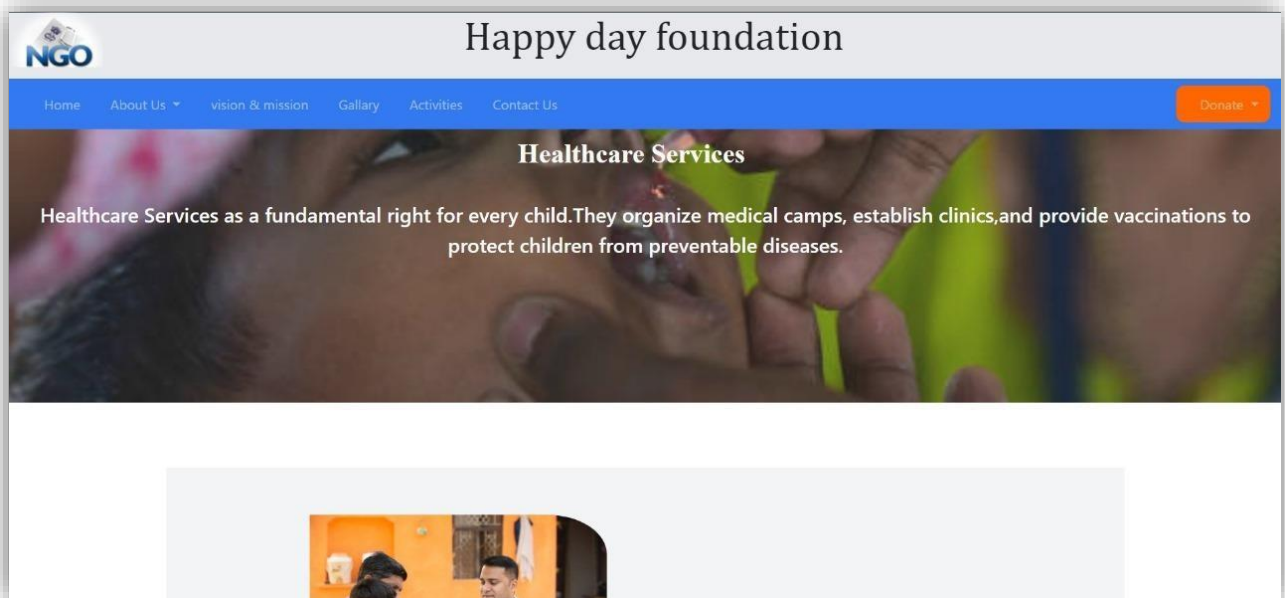 NGO
Happy day foundation
Home About Us vision & mission Gallary Activities Contact Us Donate
Healthcare Services
Healthcare Services as a fundamental right for every child.They organize medical camps, establish clinics,and provide vaccinations to
protect children from preventable diseases.